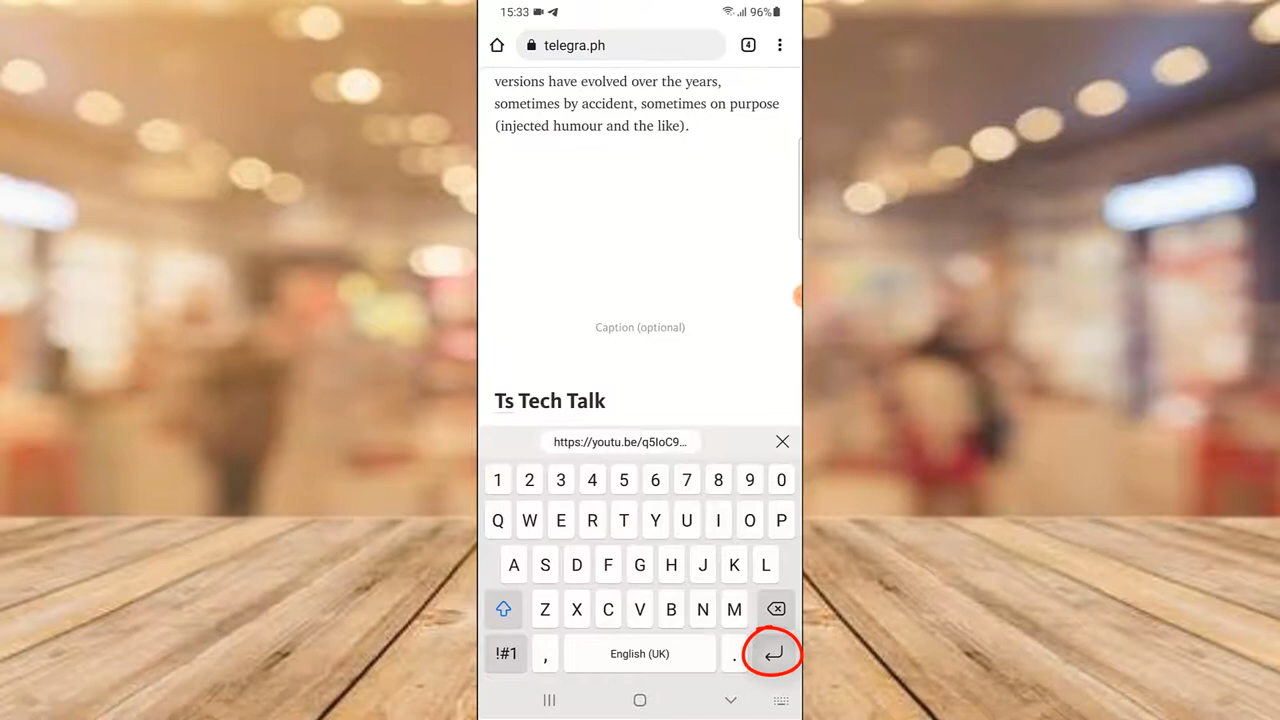 15:33 96%
telegra.ph 4
versions have evolved over the years,
sometimes by accident, sometimes on purpose
(injected humour and the like).
Caption (optional)
Ts Tech Talk
https://youtu.be/q5IoC9...
1 2 3 4 5 6 7 8 9 0
Q W E R T Y U I O P
A S D F G H J K L
Z X C V B N M
!#1 , English (UK) .